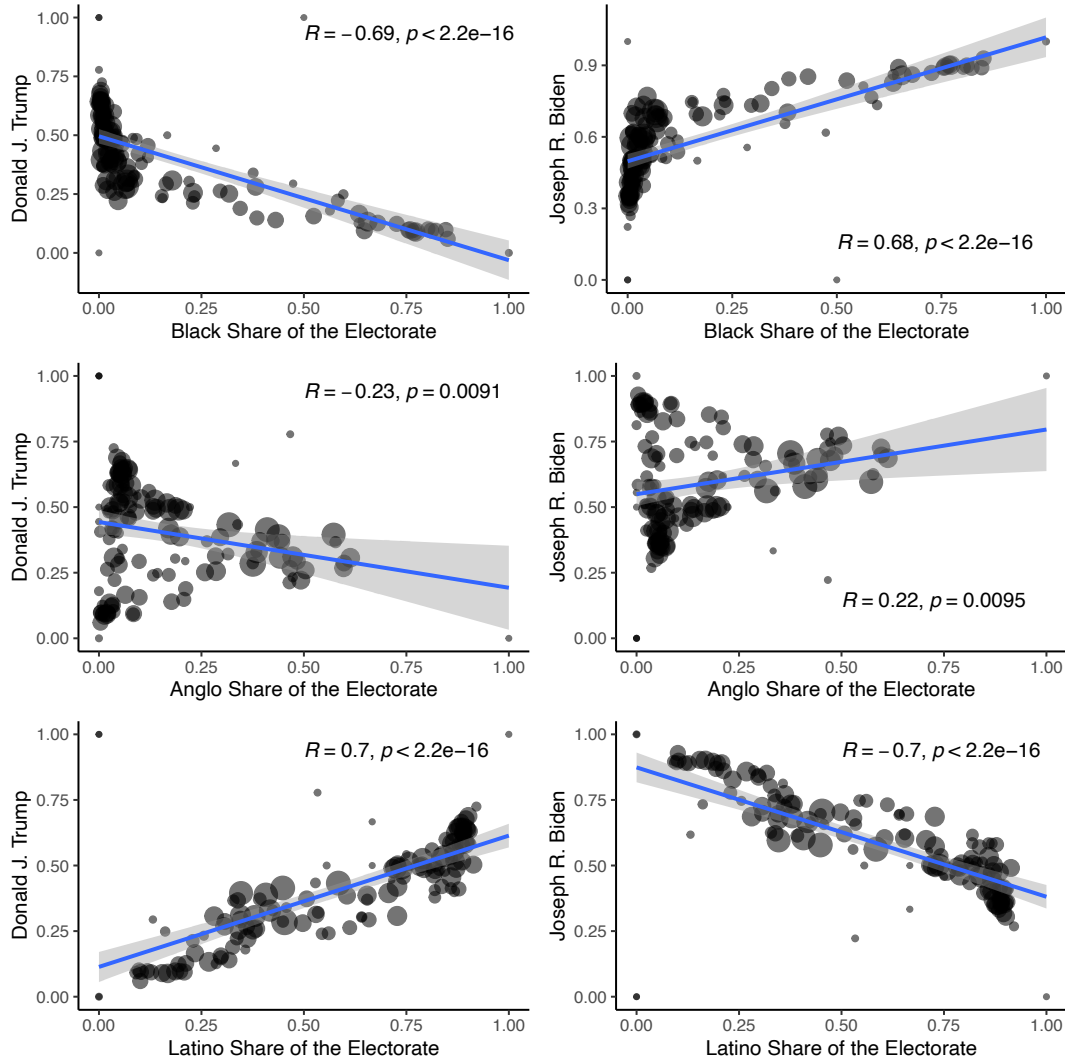 R = −0.69, p < 2.2e−16
Donald J. Trump
1.00
0.75
0.50
0.25
0.00
0.00 0.25 0.50 0.75 1.00
Black Share of the Electorate
R = 0.68, p < 2.2e−16
Joseph R. Biden
0.9
0.6
0.3
0.0
0.00 0.25 0.50 0.75 1.00
Black Share of the Electorate
R = −0.23, p = 0.0091
Donald J. Trump
1.00
0.75
0.50
0.25
0.00
0.00 0.25 0.50 0.75 1.00
Anglo Share of the Electorate
R = 0.22, p = 0.0095
Joseph R. Biden
1.00
0.75
0.50
0.25
0.00
0.00 0.25 0.50 0.75 1.00
Anglo Share of the Electorate
R = 0.7, p < 2.2e−16
Donald J. Trump
1.00
0.75
0.50
0.25
0.00
0.00 0.25 0.50 0.75 1.00
Latino Share of the Electorate
R = −0.7, p < 2.2e−16
Joseph R. Biden
1.00
0.75
0.50
0.25
0.00
0.00 0.25 0.50 0.75 1.00
Latino Share of the Electorate